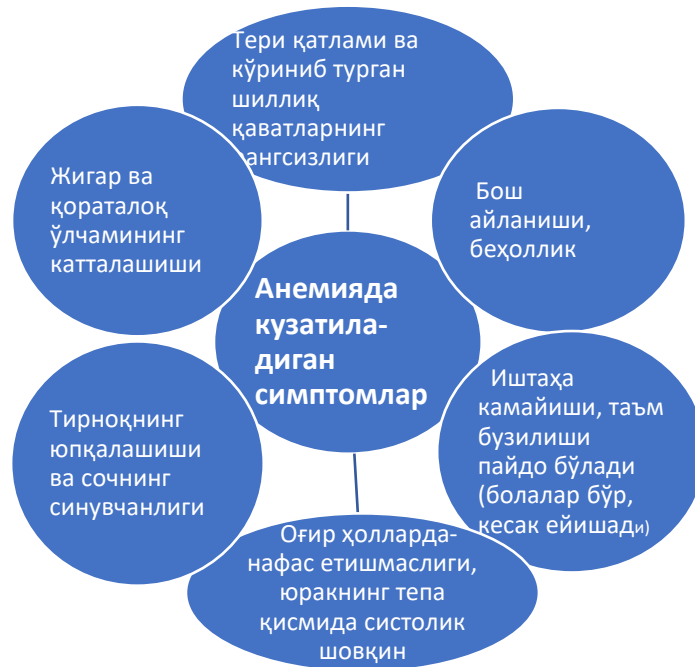 Тери қатлами ва
кўриниб турган
шиллиқ
қаватларнинг
рангсизлиги
Жигар ва
қораталоқ
ўлчамининг
катталашиши
Бош
айланиши,
беҳоллик
Анемияда
кузатила-
диган
симптомлар
Тирноқнинг
юпқалашиши
ва сочнинг
синувчанлиги
Иштаҳа
камайиши, таъм
бузилиши
пайдо бўлади
(болалар бўр,
кесак ейишади)
Оғир ҳолларда-
нафас етишмаслиги,
юракнинг тепа
қисмида систолик
шовқин